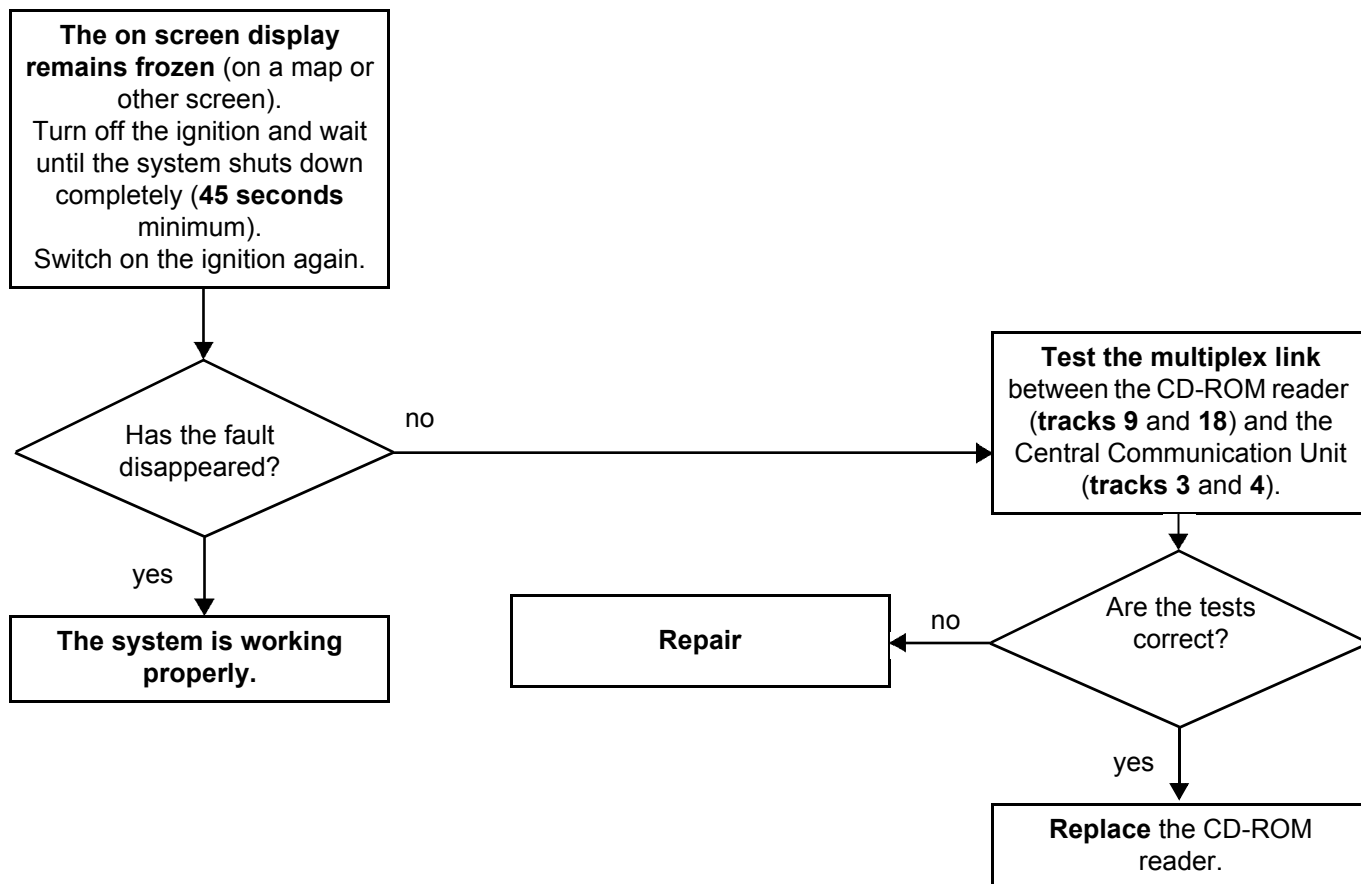 The on screen display
remains frozen (on a map or
other screen).
Turn off the ignition and wait
until the system shuts down
completely (45 seconds
minimum).
Switch on the ignition again.
Has the fault
disappeared?
no
yes
The system is working
properly.
Test the multiplex link
between the CD-ROM reader
(tracks 9 and 18) and the
Central Communication Unit
(tracks 3 and 4).
Are the tests
correct?
no
Repair
yes
Replace the CD-ROM
reader.